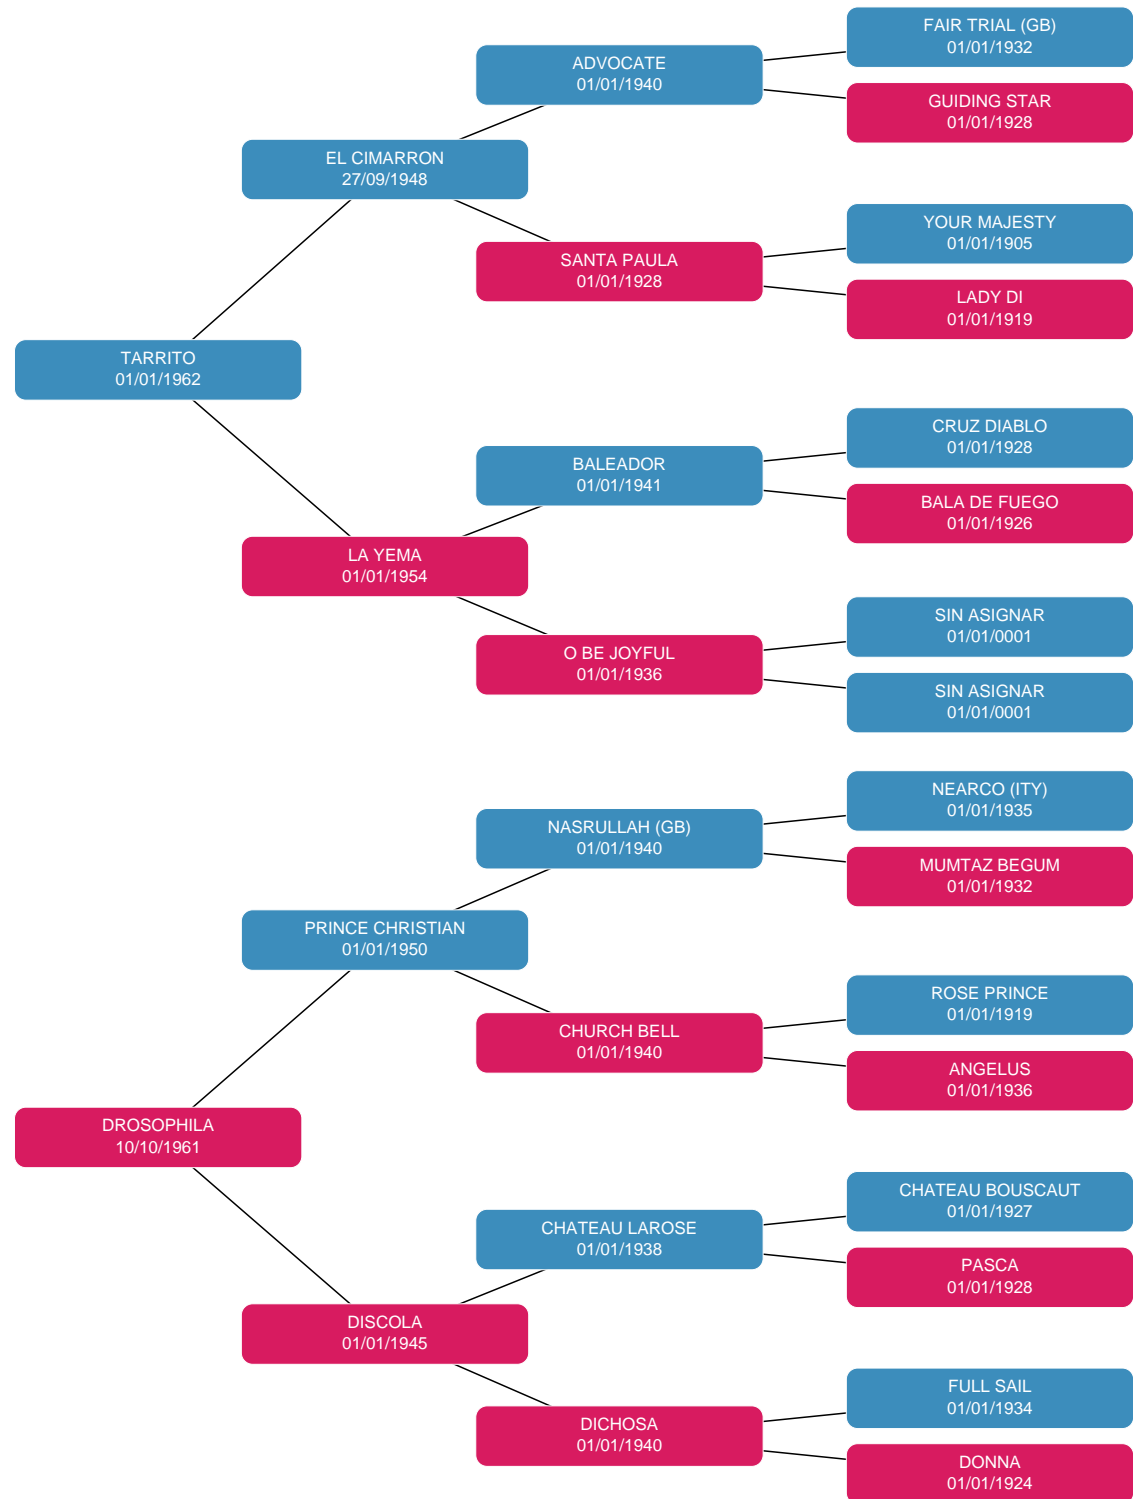 FAIR TRIAL (GB)
01/01/1932
ADVOCATE
01/01/1940
GUIDING STAR
01/01/1928
EL CIMARRON
27/09/1948
YOUR MAJESTY
01/01/1905
SANTA PAULA
01/01/1928
LADY DI
01/01/1919
TARRITO
01/01/1962
CRUZ DIABLO
01/01/1928
BALEADOR
01/01/1941
BALA DE FUEGO
01/01/1926
LA YEMA
01/01/1954
SIN ASIGNAR
01/01/0001
O BE JOYFUL
01/01/1936
SIN ASIGNAR
01/01/0001
NEARCO (ITY)
01/01/1935
NASRULLAH (GB)
01/01/1940
MUMTAZ BEGUM
01/01/1932
PRINCE CHRISTIAN
01/01/1950
ROSE PRINCE
01/01/1919
CHURCH BELL
01/01/1940
ANGELUS
01/01/1936
DROSOPHILA
10/10/1961
CHATEAU BOUSCAUT
01/01/1927
CHATEAU LAROSE
01/01/1938
PASCA
01/01/1928
DISCOLA
01/01/1945
FULL SAIL
01/01/1934
DICHOSA
01/01/1940
DONNA
01/01/1924